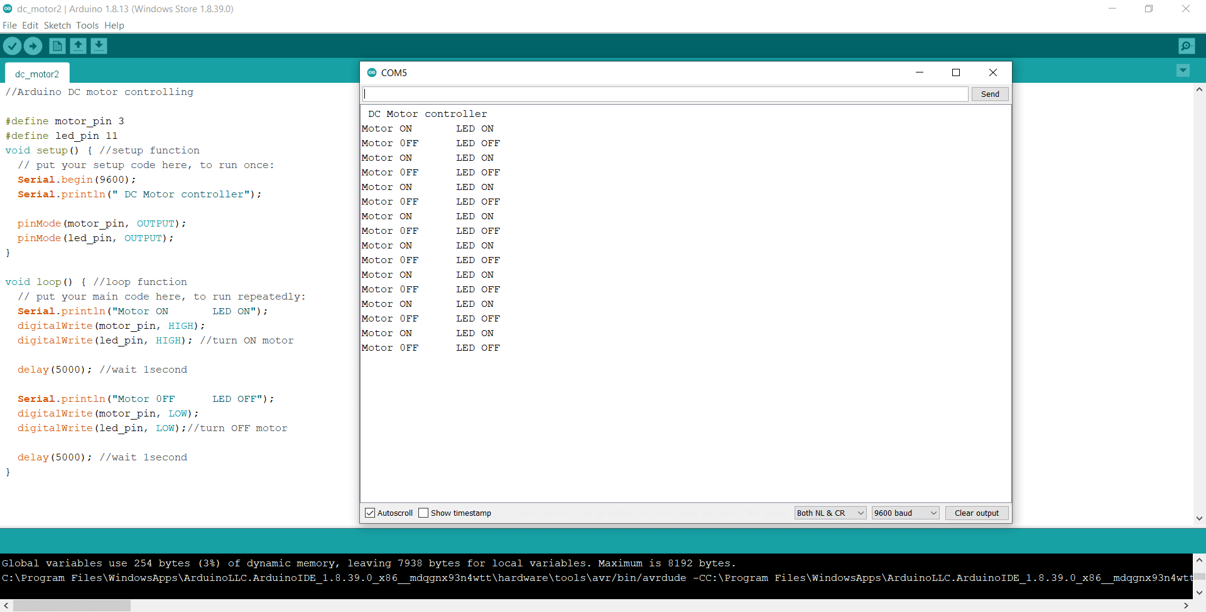 dc_motor2 | Arduino 1.8.13 (Windows Store 1.8.39.0)
File Edit Sketch Tools Help
dc_motor2
//Arduino DC motor controlling
#define motor_pin 3
#define led_pin 11
void setup() { //setup function
// put your setup code here, to run once:
Serial.begin(9600);
Serial.println(" DC Motor controller");
pinMode(motor_pin, OUTPUT);
pinMode(led_pin, OUTPUT);
}
void loop() { //loop function
// put your main code here, to run repeatedly:
Serial.println("Motor ON       LED ON");
digitalWrite(motor_pin, HIGH);
digitalWrite(led_pin, HIGH); //turn ON motor
delay(5000); //wait 1second
Serial.println("Motor 0FF      LED OFF");
digitalWrite(motor_pin, LOW);
digitalWrite(led_pin, LOW);//turn OFF motor
delay(5000); //wait 1second
}
COM5
Send
DC Motor controller
Motor ON       LED ON
Motor 0FF      LED OFF
Motor ON       LED ON
Motor 0FF      LED OFF
Motor ON       LED ON
Motor 0FF      LED OFF
Motor ON       LED ON
Motor 0FF      LED OFF
Motor ON       LED ON
Motor 0FF      LED OFF
Motor ON       LED ON
Motor 0FF      LED OFF
Motor ON       LED ON
Motor 0FF      LED OFF
Motor ON       LED ON
Motor 0FF      LED OFF
Autoscroll Show timestamp Both NL & CR 9600 baud Clear output
Global variables use 254 bytes (3%) of dynamic memory, leaving 7938 bytes for local variables. Maximum is 8192 bytes.
C:\Program Files\WindowsApps\ArduinoLLC.ArduinoIDE_1.8.39.0_x86__mdqgnx93n4wtt\hardware\tools\avr/bin/avrdude -CC:\Program Files\WindowsApps\ArduinoLLC.ArduinoIDE_1.8.39.0_x86__mdqgnx93n4wtt